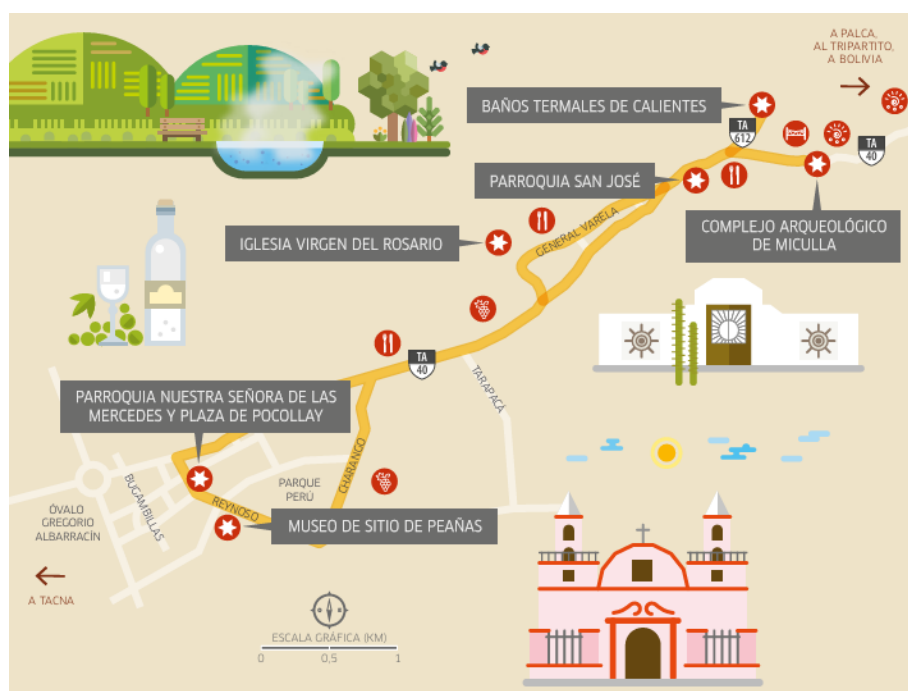 A PALCA,
AL TRIPARTITO,
A BOLIVIA
BAÑOS TERMALES DE CALIENTES
TA
612
TA
40
PARROQUIA SAN JOSÉ
COMPLEJO ARQUEOLÓGICO
DE MICULLA
GENERAL VARELA
IGLESIA VIRGEN DEL ROSARIO
TA
40
TARAPACÁ
PARROQUIA NUESTRA SEÑORA DE LAS
MERCEDES Y PLAZA DE POCOLLAY
CHARANCO
BUGAMBILLAS
PARQUE
PERÚ
REYNOSO
ÓVALO
GREGORIO
ALBARRACÍN
MUSEO DE SITIO DE PEAÑAS
A TACNA
ESCALA GRÁFICA (KM)
0 0,5 1